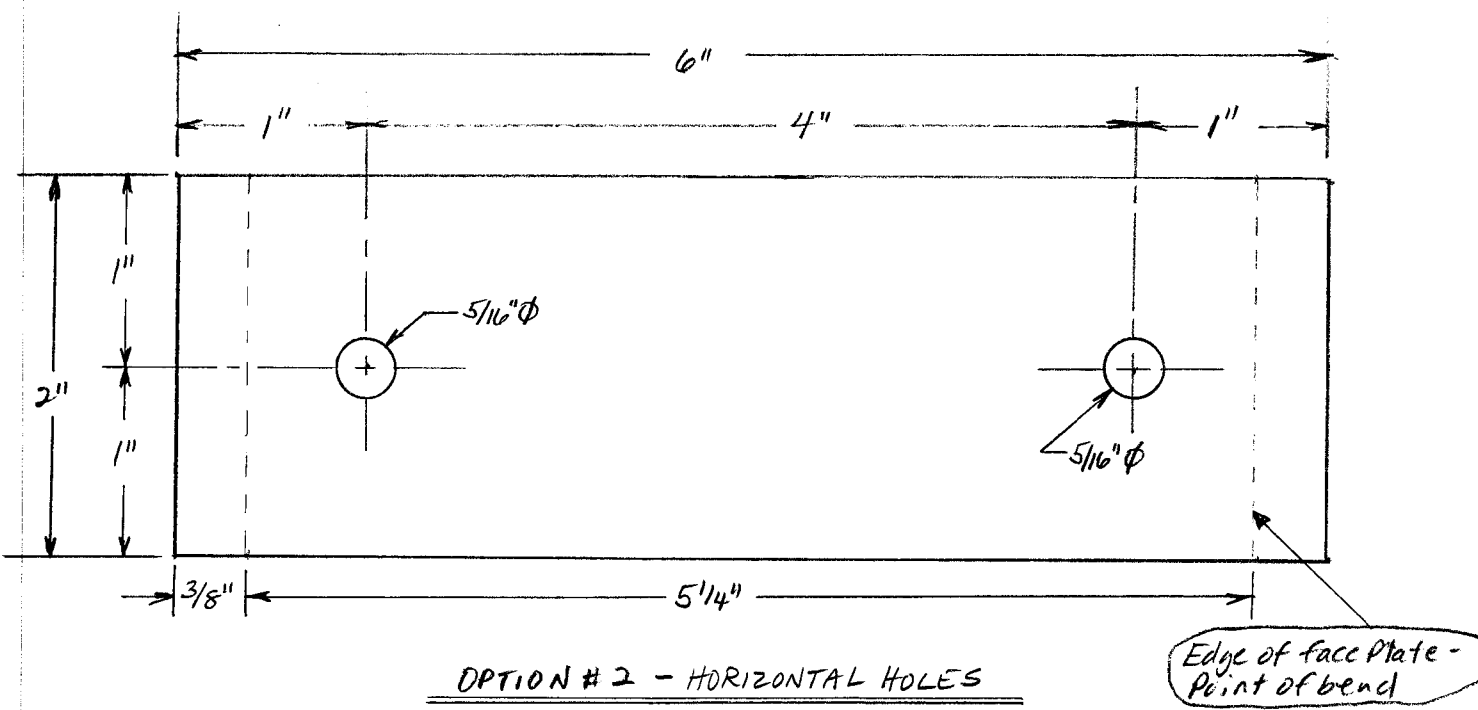 6"
1" 4" 1"
1"
5/16"Φ
2"
1"
5/16"Φ
3/8" 5 1/4"
Edge of face Plate -
Point of bend
OPTION # 2 - HORIZONTAL HOLES